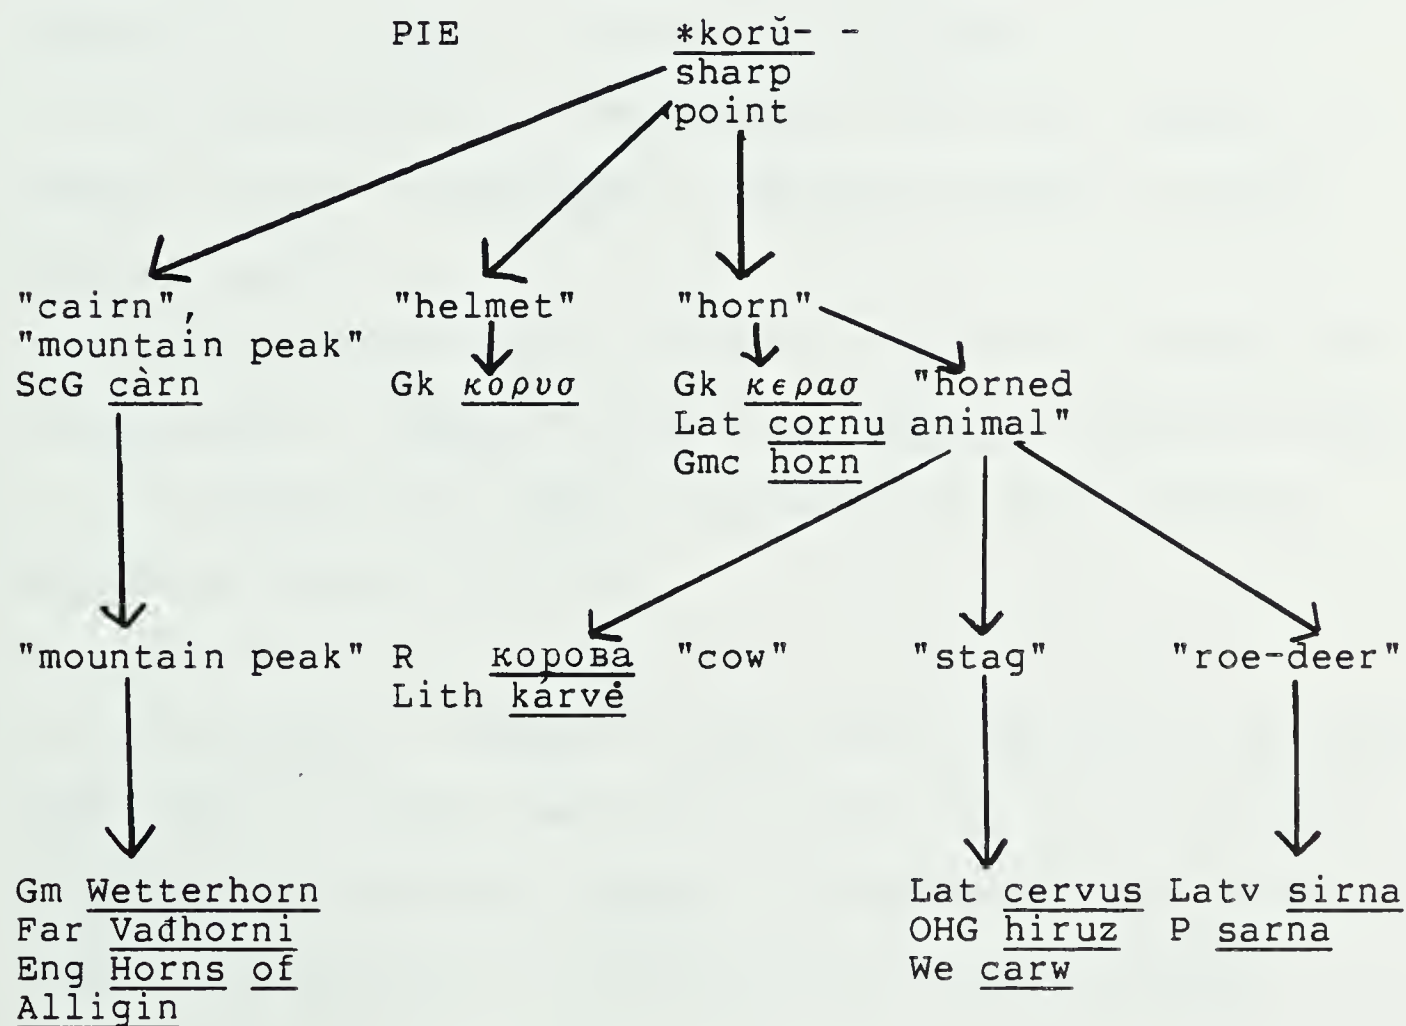 PIE *korŭ- -
sharp
point
"cairn", "helmet" "horn"
"mountain peak"
ScG càrn Gk κορυσ Gk κερασ "horned
Lat cornu animal"
Gmc horn
"mountain peak" R корова "cow" "stag" "roe-deer"
Lith kárvė
Gm Wetterhorn Lat cervus Latv sirna
Far Vađhorni OHG hiruz P sarna
Eng Horns of We carw
Alligin